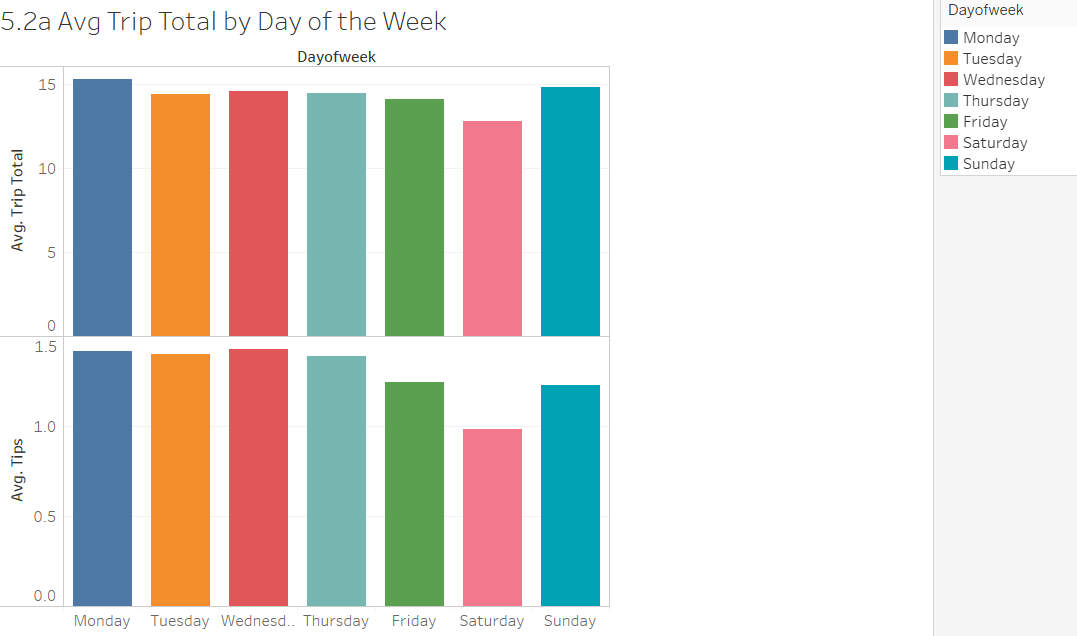 5.2a Avg Trip Total by Day of the Week
Dayofweek
15
10
5
0
Avg. Trip Total
1.5
1.0
0.5
0.0
Avg. Tips
Monday Tuesday Wednesd.. Thursday Friday Saturday Sunday
Dayofweek
Monday
Tuesday
Wednesday
Thursday
Friday
Saturday
Sunday